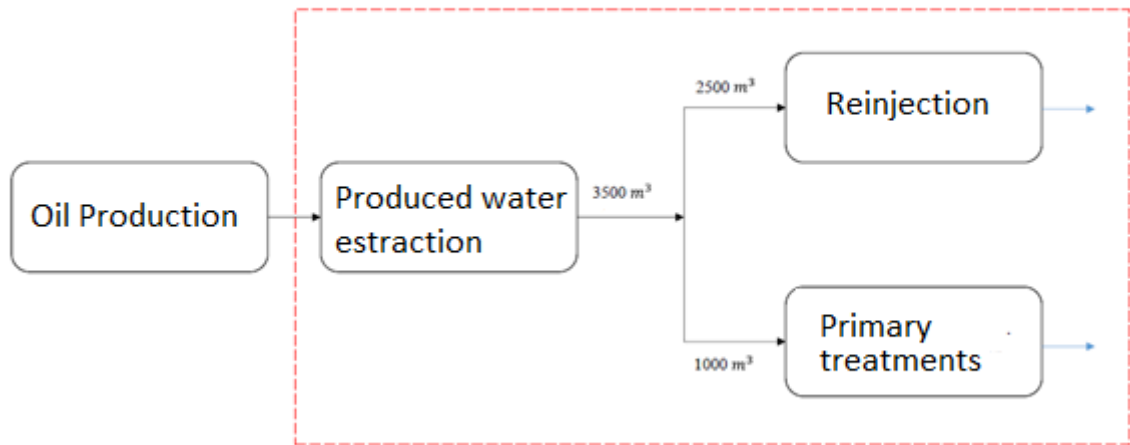 Oil Production
Produced water
estraction
3500 m³
2500 m³
Reinjection
1000 m³
Primary
treatments